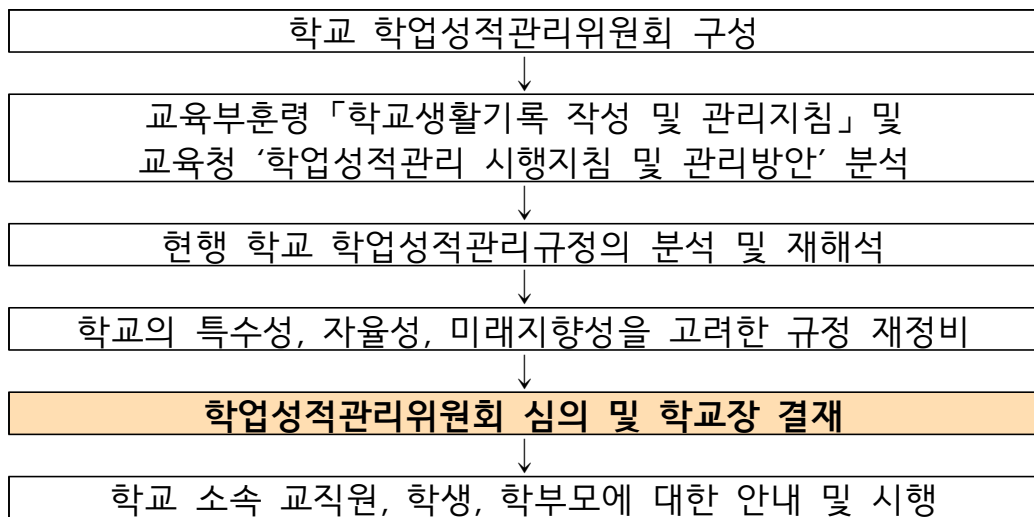 학교 학업성적관리위원회 구성
교육부훈령 「학교생활기록 작성 및 관리지침」 및
교육청 ‘학업성적관리 시행지침 및 관리방안’ 분석
현행 학교 학업성적관리규정의 분석 및 재해석
학교의 특수성, 자율성, 미래지향성을 고려한 규정 재정비
학업성적관리위원회 심의 및 학교장 결재
학교 소속 교직원, 학생, 학부모에 대한 안내 및 시행